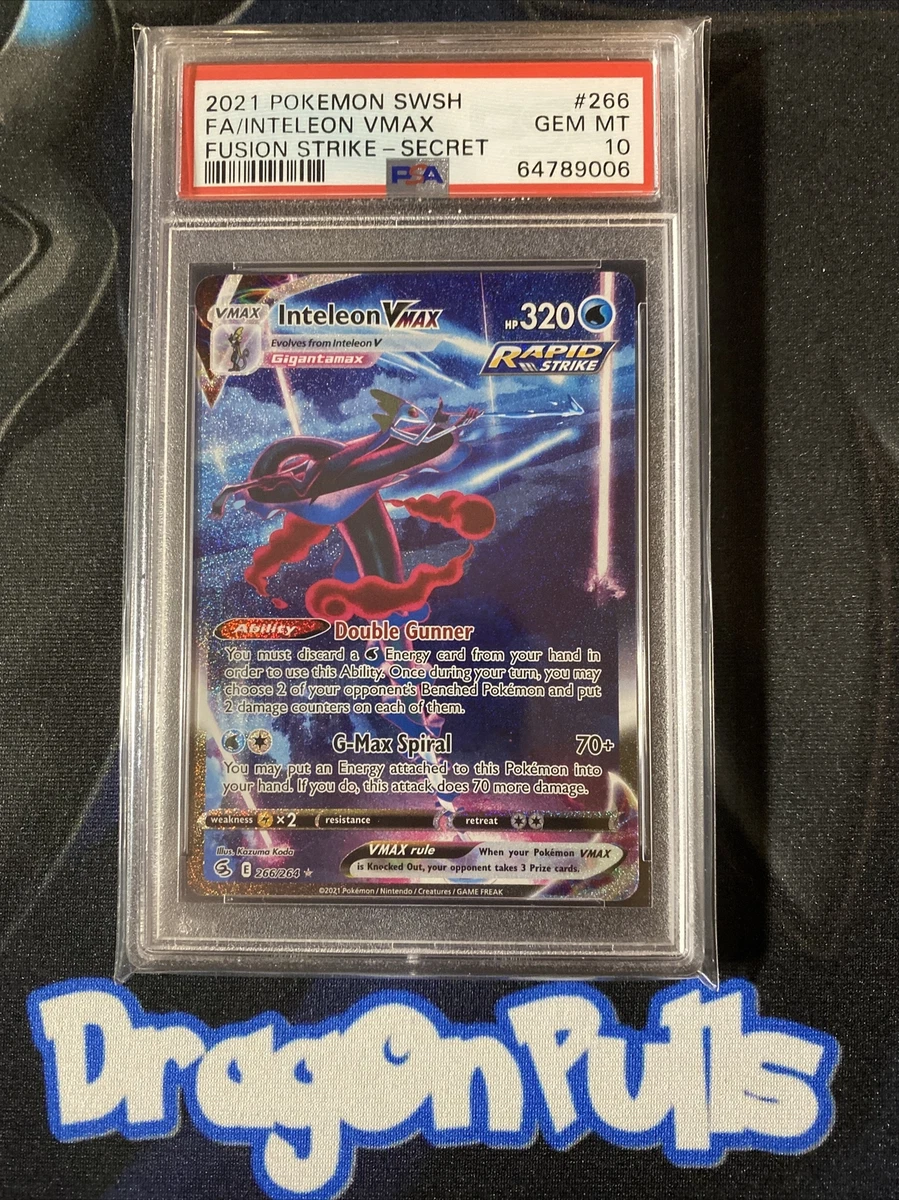 2021 POKEMON SWSH #266
FA/INTELEON VMAX GEM MT
FUSION STRIKE - SECRET 10
PSA 64789006
VMAX Inteleon VMAX HP 320
Evolves from Inteleon V
Gigantamax
RAPID
STRIKE
Ability Double Gunner
You must discard a Energy card from your hand in
order to use this Ability. Once during your turn, you may
choose 2 of your opponent's Benched Pokémon and put
2 damage counters on each of them.
G-Max Spiral 70+
You may put an Energy attached to this Pokémon into
your hand. If you do, this attack does 70 more damage.
weakness ×2 resistance retreat
Illus. Kazuma Koda
VMAX rule When your Pokémon VMAX
is Knocked Out, your opponent takes 3 Prize cards.
E 266/264
©2021 Pokémon / Nintendo / Creatures / GAME FREAK
DragonPulls